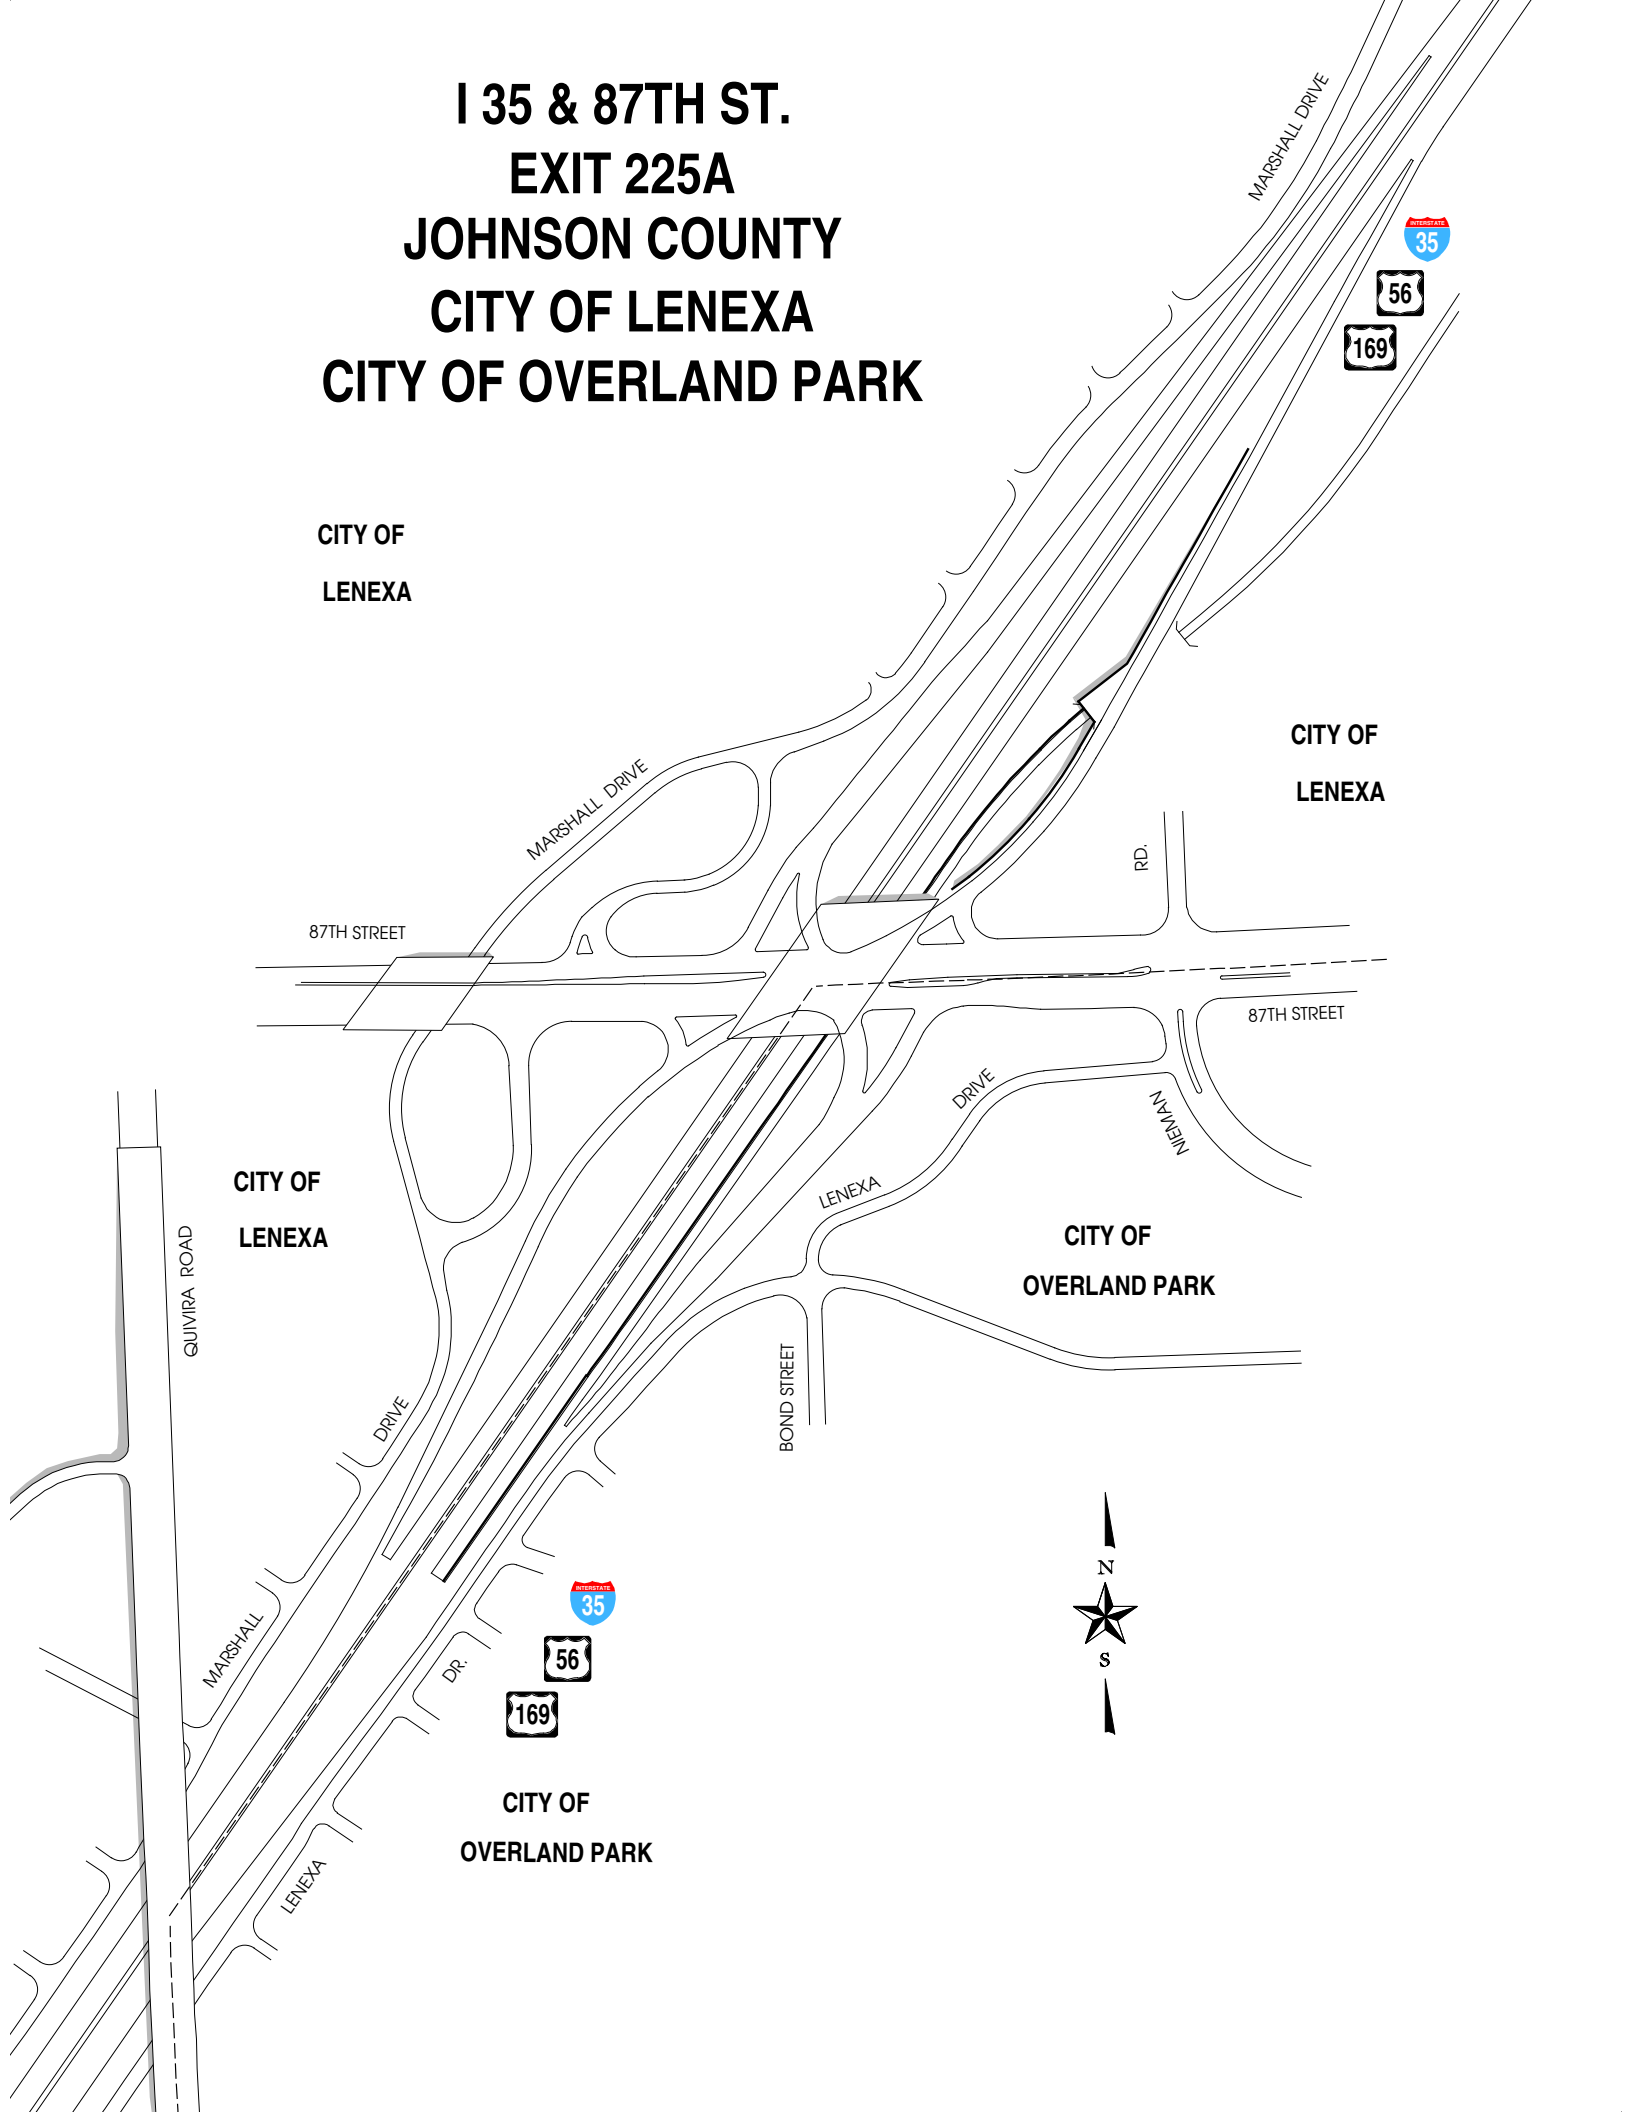 I 35 & 87TH ST.
EXIT 225A
JOHNSON COUNTY
CITY OF LENEXA
CITY OF OVERLAND PARK
MARSHALL DRIVE
INTERSTATE
35
56
169
CITY OF
LENEXA
CITY OF
LENEXA
MARSHALL DRIVE
RD.
87TH STREET
87TH STREET
DRIVE
NIEMAN
LENEXA
CITY OF
LENEXA
QUIVIRA ROAD
CITY OF
OVERLAND PARK
BOND STREET
DRIVE
MARSHALL
N
S
INTERSTATE
35
56
169
DR.
CITY OF
OVERLAND PARK
LENEXA